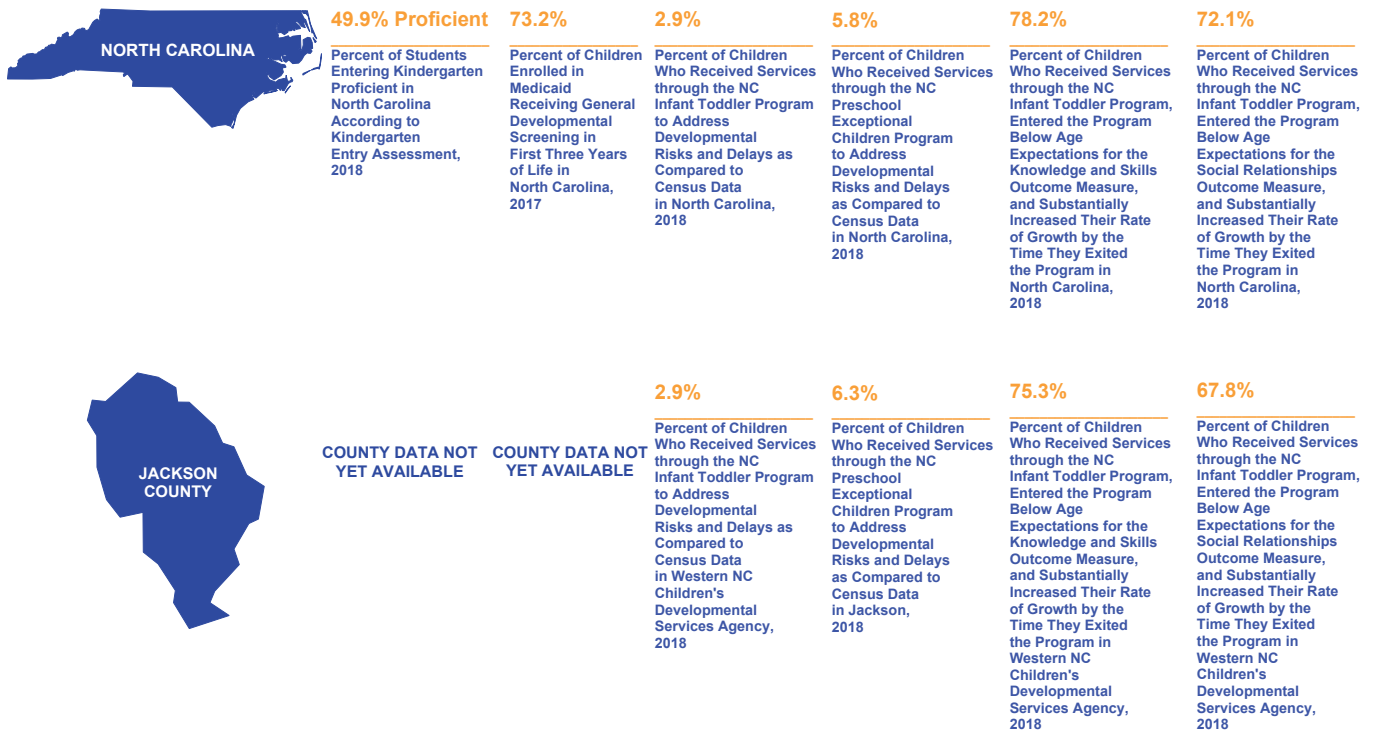 NORTH CAROLINA
49.9% Proficient
Percent of Students
Entering Kindergarten
Proficient in
North Carolina
According to
Kindergarten
Entry Assessment,
2018
73.2%
Percent of Children
Enrolled in
Medicaid
Receiving General
Developmental
Screening in
First Three Years
of Life in
North Carolina,
2017
2.9%
Percent of Children
Who Received Services
through the NC
Infant Toddler Program
to Address
Developmental
Risks and Delays as
Compared to
Census Data
in North Carolina,
2018
5.8%
Percent of Children
Who Received Services
through the NC
Preschool
Exceptional
Children Program
to Address
Developmental
Risks and Delays
as Compared to
Census Data
in North Carolina,
2018
78.2%
Percent of Children
Who Received Services
through the NC
Infant Toddler Program,
Entered the Program
Below Age
Expectations for the
Knowledge and Skills
Outcome Measure,
and Substantially
Increased Their Rate
of Growth by the
Time They Exited
the Program in
North Carolina,
2018
72.1%
Percent of Children
Who Received Services
through the NC
Infant Toddler Program,
Entered the Program
Below Age
Expectations for the
Social Relationships
Outcome Measure,
and Substantially
Increased Their Rate
of Growth by the
Time They Exited
the Program in
North Carolina,
2018
JACKSON
COUNTY
COUNTY DATA NOT
YET AVAILABLE
COUNTY DATA NOT
YET AVAILABLE
2.9%
Percent of Children
Who Received Services
through the NC
Infant Toddler Program
to Address
Developmental
Risks and Delays as
Compared to
Census Data
in Western NC
Children's
Developmental
Services Agency,
2018
6.3%
Percent of Children
Who Received Services
through the NC
Preschool
Exceptional
Children Program
to Address
Developmental
Risks and Delays
as Compared to
Census Data
in Jackson,
2018
75.3%
Percent of Children
Who Received Services
through the NC
Infant Toddler Program,
Entered the Program
Below Age
Expectations for the
Knowledge and Skills
Outcome Measure,
and Substantially
Increased Their Rate
of Growth by the
Time They Exited
the Program in
Western NC
Children's
Developmental
Services Agency,
2018
67.8%
Percent of Children
Who Received Services
through the NC
Infant Toddler Program,
Entered the Program
Below Age
Expectations for the
Social Relationships
Outcome Measure,
and Substantially
Increased Their Rate
of Growth by the
Time They Exited
the Program in
Western NC
Children's
Developmental
Services Agency,
2018